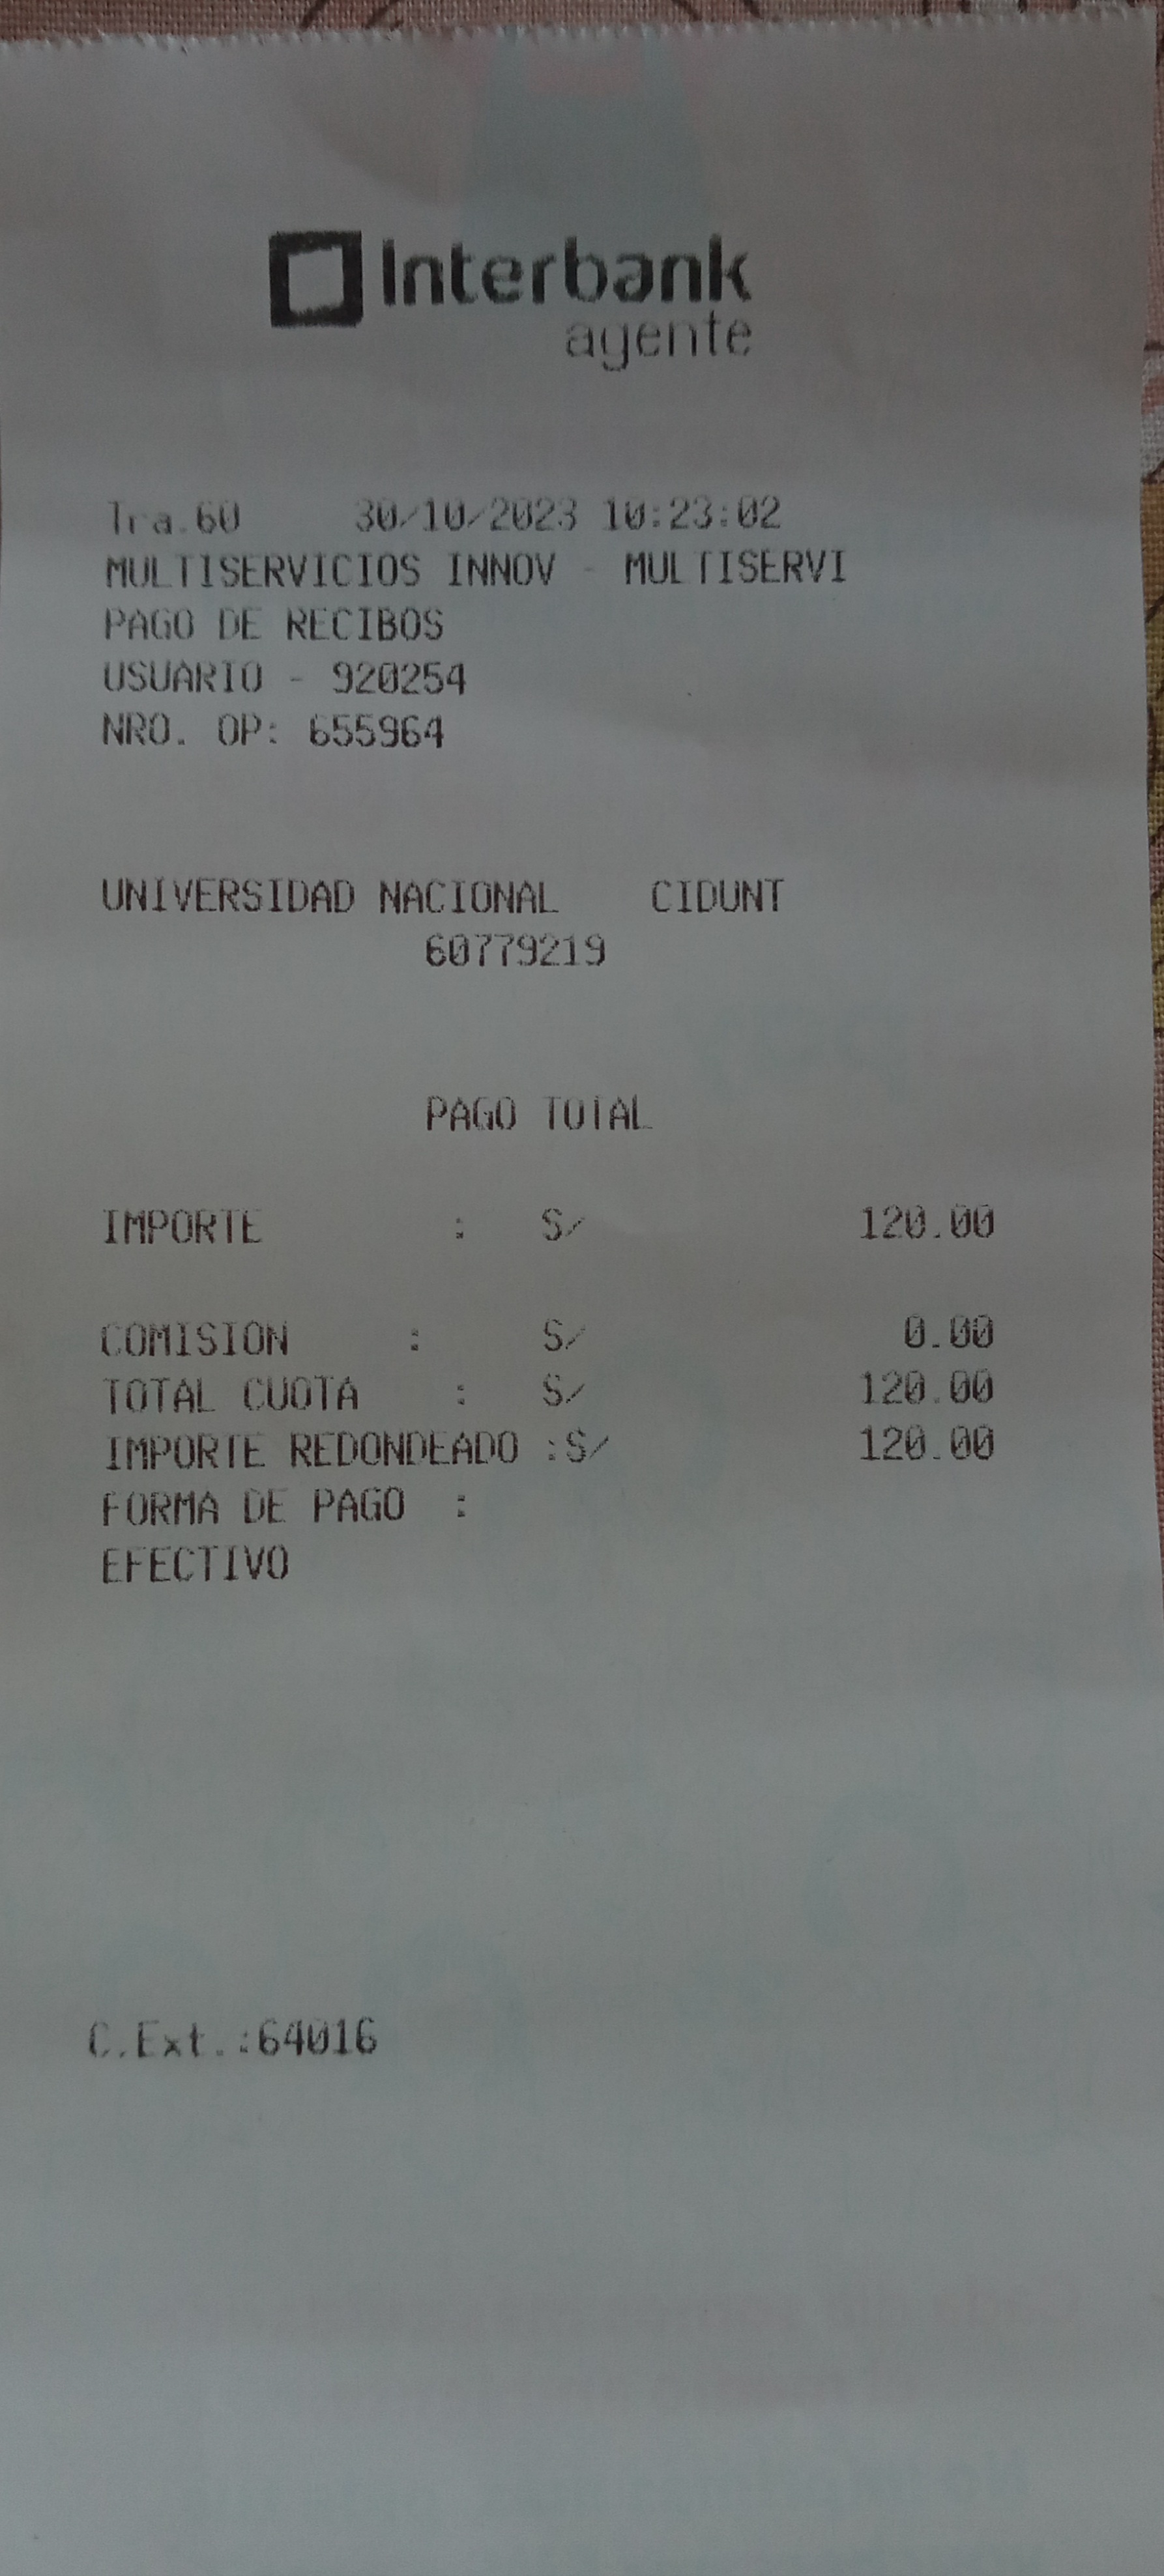 Interbank
agente
Tra.60 30/10/2023 10:23:02
MULTISERVICIOS INNOV - MULTISERVI
PAGO DE RECIBOS
USUARIO - 920254
NRO. OP: 655964
UNIVERSIDAD NACIONAL CIDUNT
60779219
PAGO TOTAL
IMPORTE : S/ 120.00
COMISION : S/ 0.00
TOTAL CUOTA : S/ 120.00
IMPORTE REDONDEADO :S/ 120.00
FORMA DE PAGO :
EFECTIVO
C.Ext.:64016